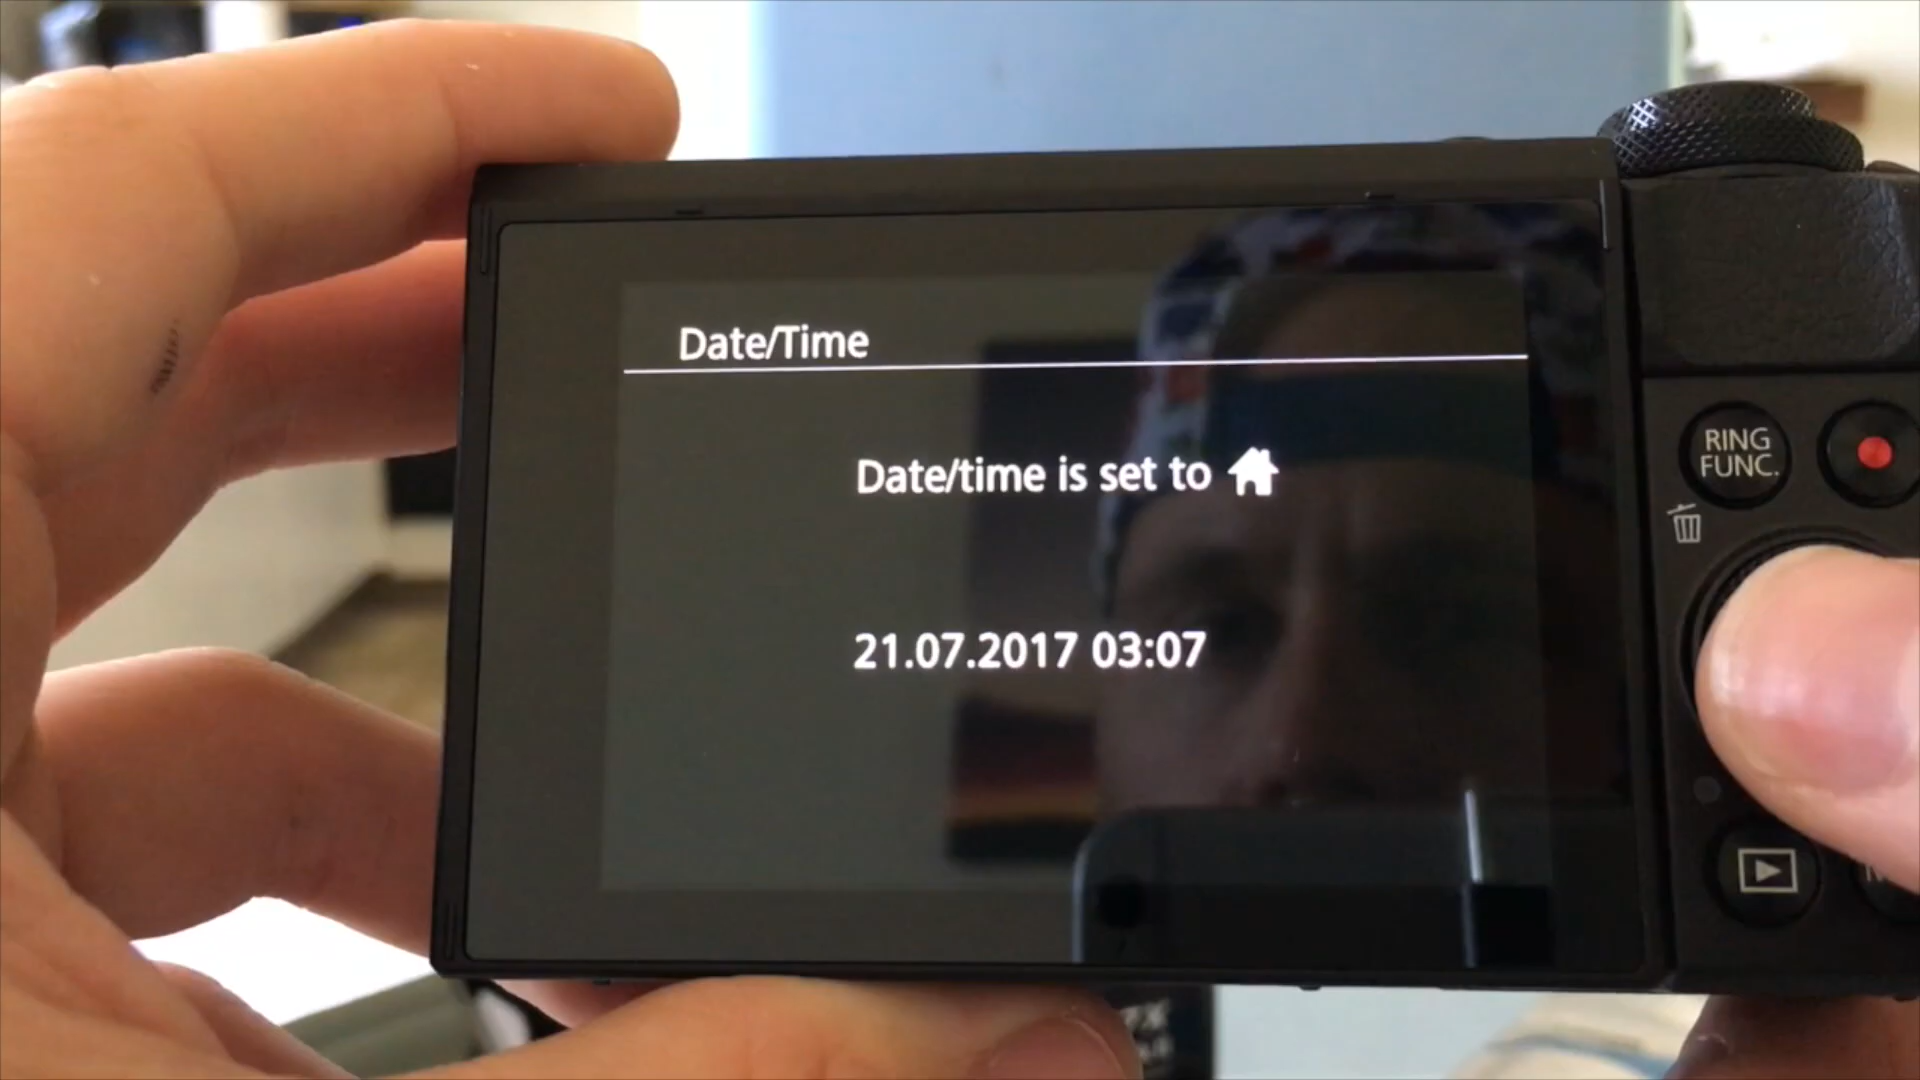 Date/Time
Date/time is set to
21.07.2017 03:07
RING
FUNC.